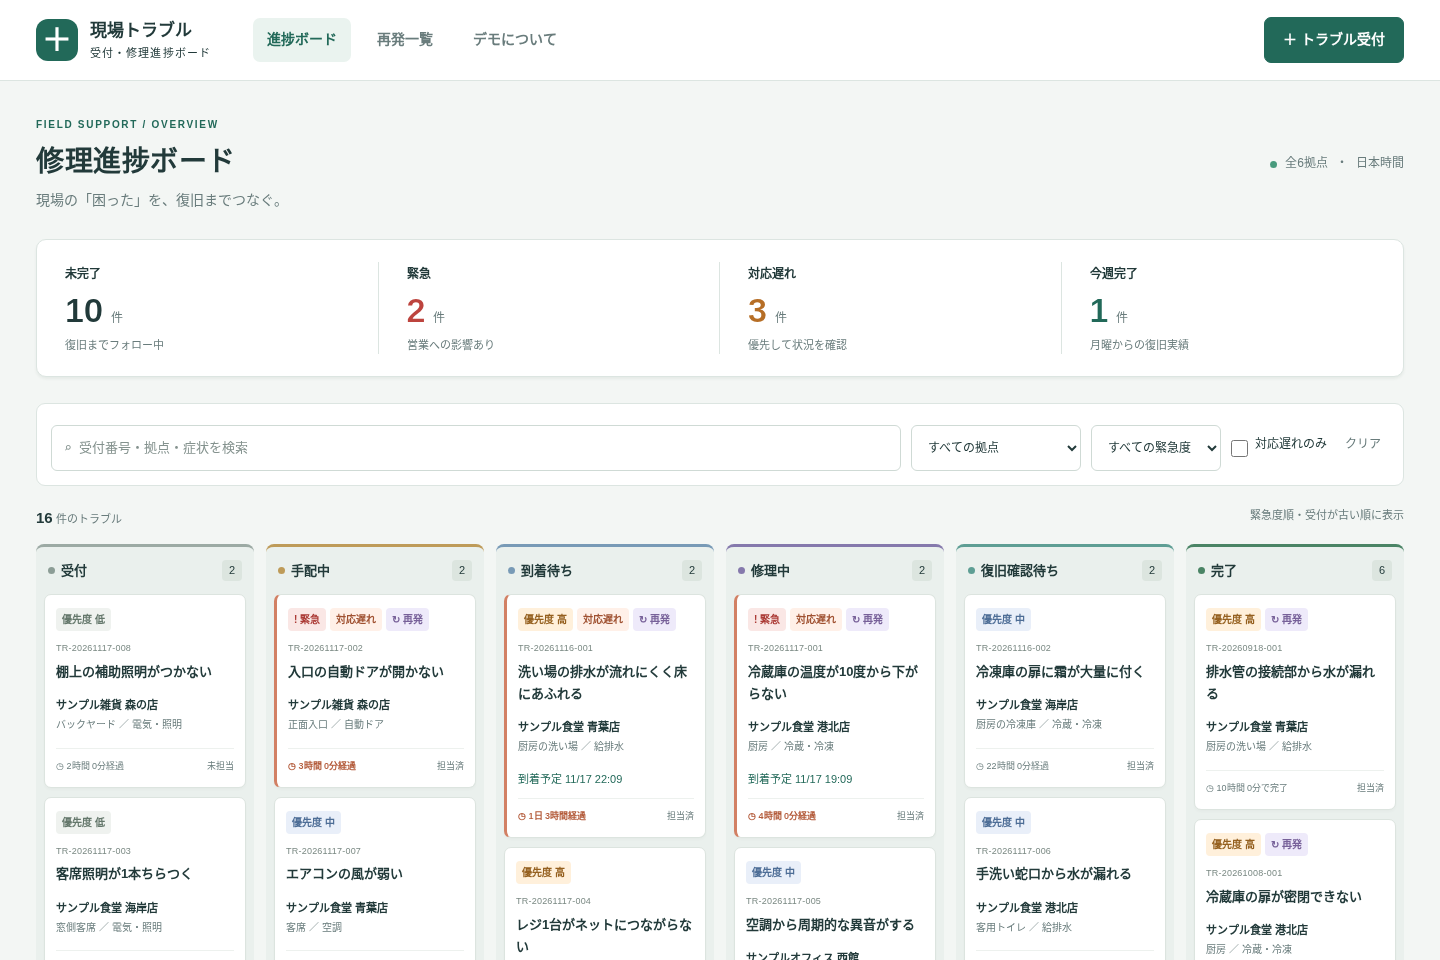 現場トラブル
受付・修理進捗ボード
進捗ボード
再発一覧
デモについて
＋ トラブル受付
FIELD SUPPORT / OVERVIEW
修理進捗ボード
現場の「困った」を、復旧までつなぐ。
全6拠点 ・ 日本時間
未完了
10 件
復旧までフォロー中
緊急
2 件
営業への影響あり
対応遅れ
3 件
優先して状況を確認
今週完了
1 件
月曜からの復旧実績
受付番号・拠点・症状を検索
すべての拠点
すべての緊急度
対応遅れのみ
クリア
16 件のトラブル
緊急度順・受付が古い順に表示
受付
2
優先度 低
TR-20261117-008
棚上の補助照明がつかない
サンプル雑貨 森の店
バックヤード ／ 電気・照明
◷ 2時間 0分経過
未担当
優先度 低
TR-20261117-003
客席照明が1本ちらつく
サンプル食堂 海岸店
窓側客席 ／ 電気・照明
手配中
2
! 緊急
対応遅れ
↻ 再発
TR-20261117-002
入口の自動ドアが開かない
サンプル雑貨 森の店
正面入口 ／ 自動ドア
◷ 3時間 0分経過
担当済
優先度 中
TR-20261117-007
エアコンの風が弱い
サンプル食堂 青葉店
客席 ／ 空調
到着待ち
2
優先度 高
対応遅れ
↻ 再発
TR-20261116-001
洗い場の排水が流れにくく床
にあふれる
サンプル食堂 青葉店
厨房の洗い場 ／ 給排水
到着予定 11/17 22:09
◷ 1日 3時間経過
担当済
優先度 高
TR-20261117-004
レジ1台がネットにつながらな
い
修理中
2
! 緊急
対応遅れ
↻ 再発
TR-20261117-001
冷蔵庫の温度が10度から下が
らない
サンプル食堂 港北店
厨房 ／ 冷蔵・冷凍
到着予定 11/17 19:09
◷ 4時間 0分経過
担当済
優先度 中
TR-20261117-005
空調から周期的な異音がする
サンプルオフィス 西館
復旧確認待ち
2
優先度 中
TR-20261116-002
冷凍庫の扉に霜が大量に付く
サンプル食堂 海岸店
厨房の冷凍庫 ／ 冷蔵・冷凍
◷ 22時間 0分経過
担当済
優先度 中
TR-20261117-006
手洗い蛇口から水が漏れる
サンプル食堂 港北店
客用トイレ ／ 給排水
完了
6
優先度 高
↻ 再発
TR-20260918-001
排水管の接続部から水が漏れ
る
サンプル食堂 青葉店
厨房の洗い場 ／ 給排水
◷ 10時間 0分で完了
担当済
優先度 高
↻ 再発
TR-20261008-001
冷蔵庫の扉が密閉できない
サンプル食堂 港北店
厨房 ／ 冷蔵・冷凍